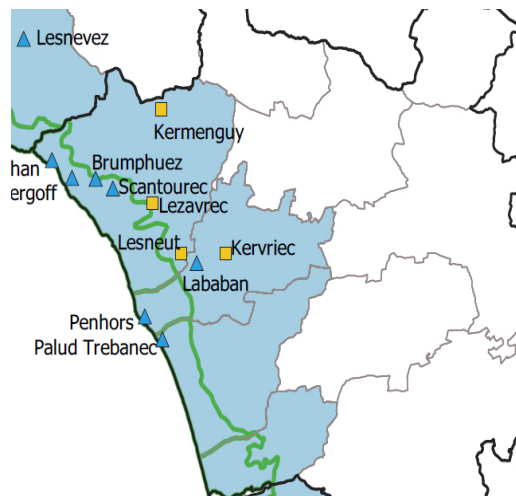 Lesnevez
Kermenguy
Brumphuez
han
Scantourec
ergoff
Lezavrec
Lesneut
Kervriec
Lababan
Penhors
Palud Trebanec